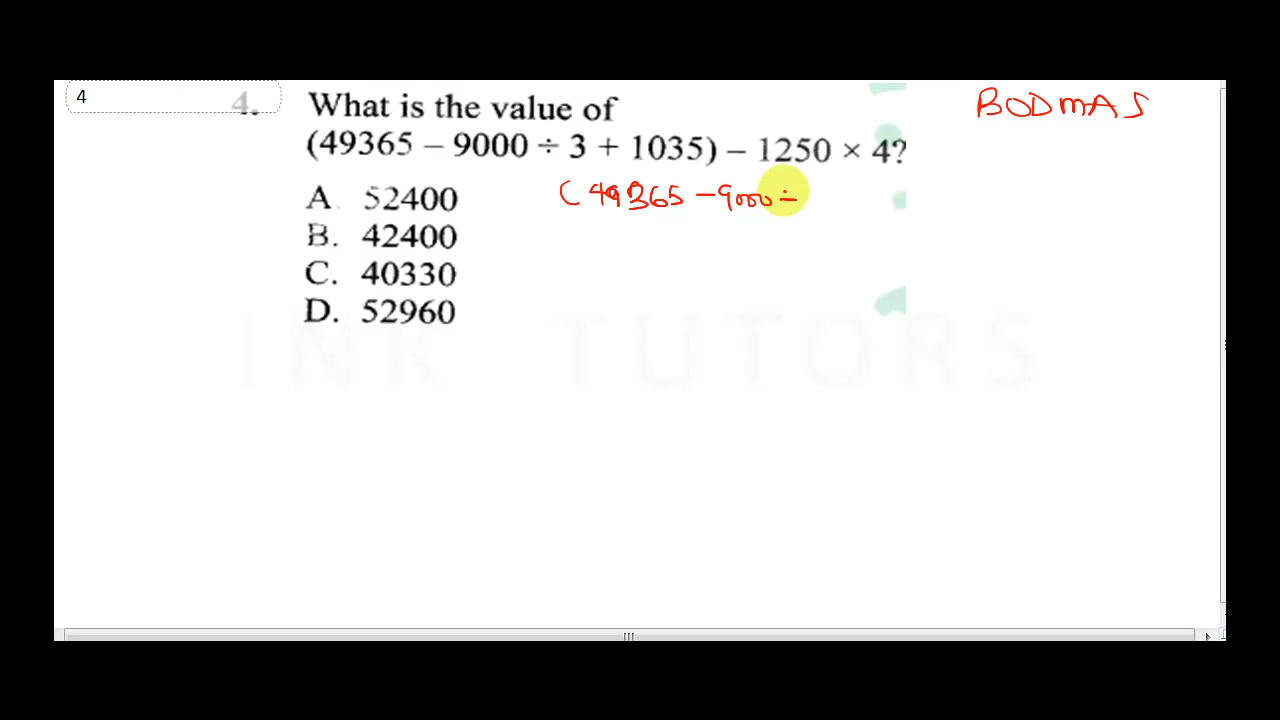 4
4. What is the value of
BODMAS
(49365 – 9000 ÷ 3 + 1035) – 1250 × 4?
(49365 – 9000 ÷
A. 52400
B. 42400
C. 40330
D. 52960
INK TUTORS